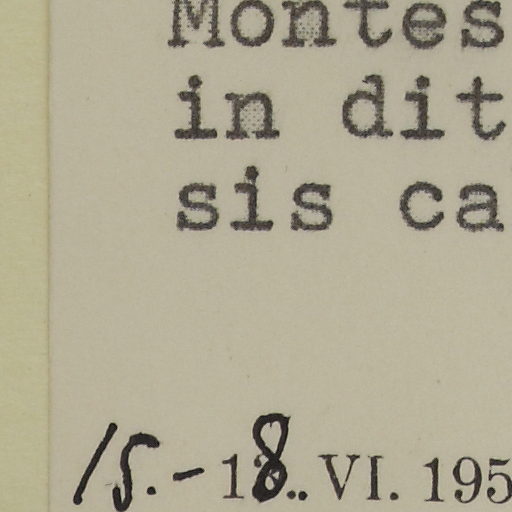 Montes
in dit
sis ca
15.-18.. VI. 195